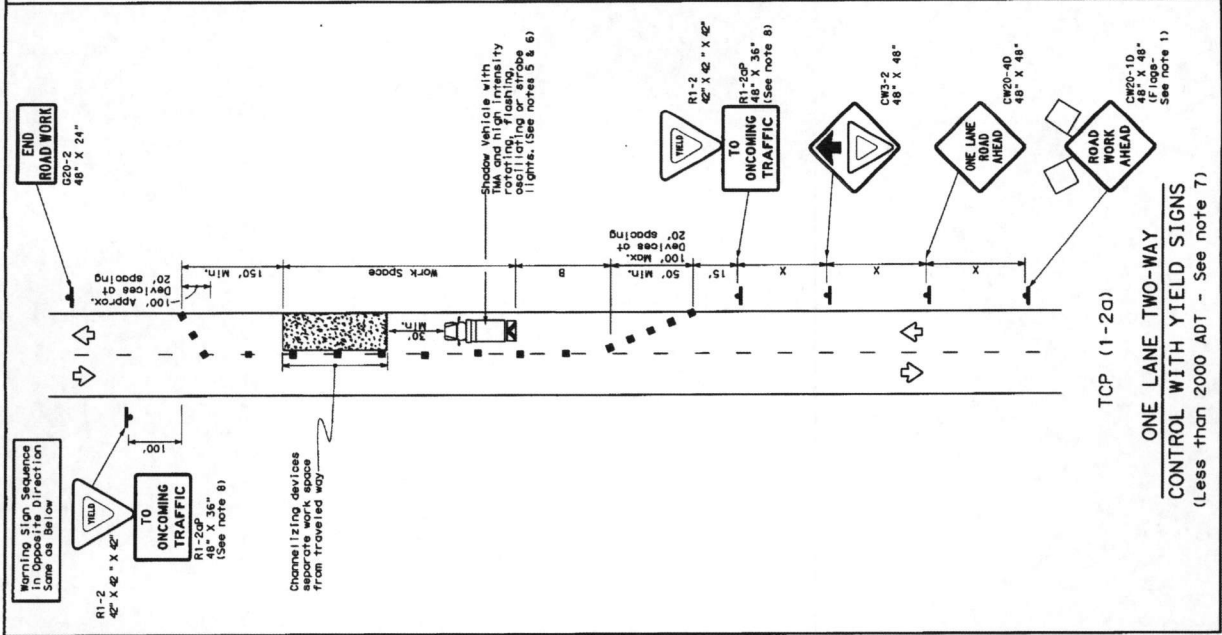 END
ROAD WORK
G20-2
48" X 24"
Warning Sign Sequence
in Opposite Direction
Same as Below
YIELD
R1-2
42" X 42" X 42"
TO
ONCOMING
TRAFFIC
R1-2aP
48" X 36"
(See note 8)
100'
100' Approx.
Devices at
20' spacing
150' Min.
Work Space
Channelizing devices
separate work space
from traveled way
30'
Min.
Shadow Vehicle with
TMA and high intensity
rotating, flashing,
oscillating or strobe
lights. (See notes 5 & 6)
B
50' Min.
100' Max.
Devices at
20' spacing
15'
X
X
X
YIELD
R1-2
42" X 42" X 42"
TO
ONCOMING
TRAFFIC
R1-2aP
48" X 36"
(See note 8)
CW3-2
48" X 48"
ONE LANE
ROAD
AHEAD
CW20-4D
48" X 48"
ROAD
WORK
AHEAD
CW20-1D
48" X 48"
(Flags-
See note 1)
TCP (1-2a)
ONE LANE TWO-WAY
CONTROL WITH YIELD SIGNS
(Less than 2000 ADT - See note 7)